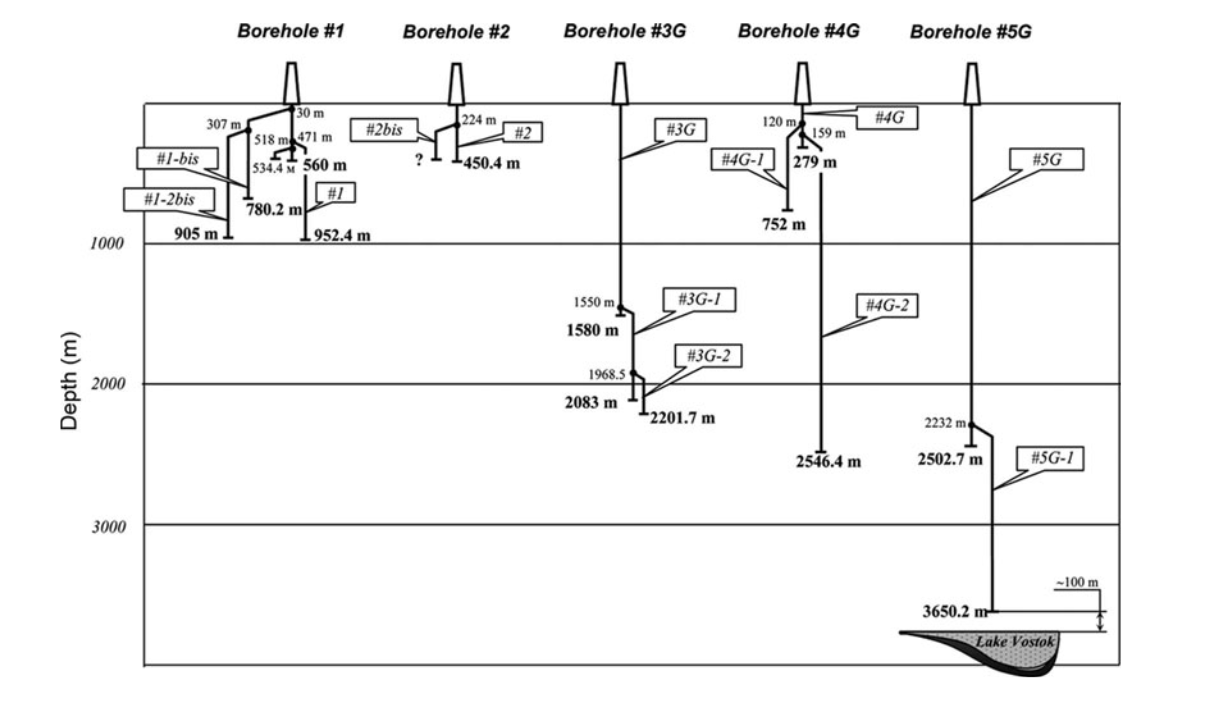 Borehole #1
Borehole #2
Borehole #3G
Borehole #4G
Borehole #5G
30 m
307 m
518 m
471 m
534.4 м
560 m
#1-bis
#1-2bis
#1
780.2 m
905 m
952.4 m
224 m
#2bis
#2
?
450.4 m
#3G
1550 m
1580 m
#3G-1
1968.5
#3G-2
2083 m
2201.7 m
#4G
120 m
159 m
#4G-1
279 m
752 m
#4G-2
2546.4 m
#5G
2232 m
2502.7 m
#5G-1
~100 m
3650.2 m
Lake Vostok
1000
2000
3000
Depth (m)